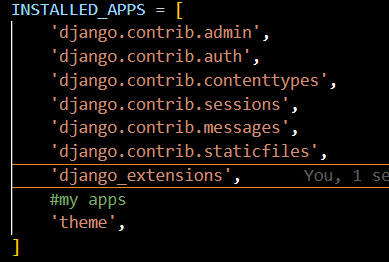 INSTALLED_APPS = [
    'django.contrib.admin',
    'django.contrib.auth',
    'django.contrib.contenttypes',
    'django.contrib.sessions',
    'django.contrib.messages',
    'django.contrib.staticfiles',
    'django_extensions',     You, 1 se
    #my apps
    'theme',
]